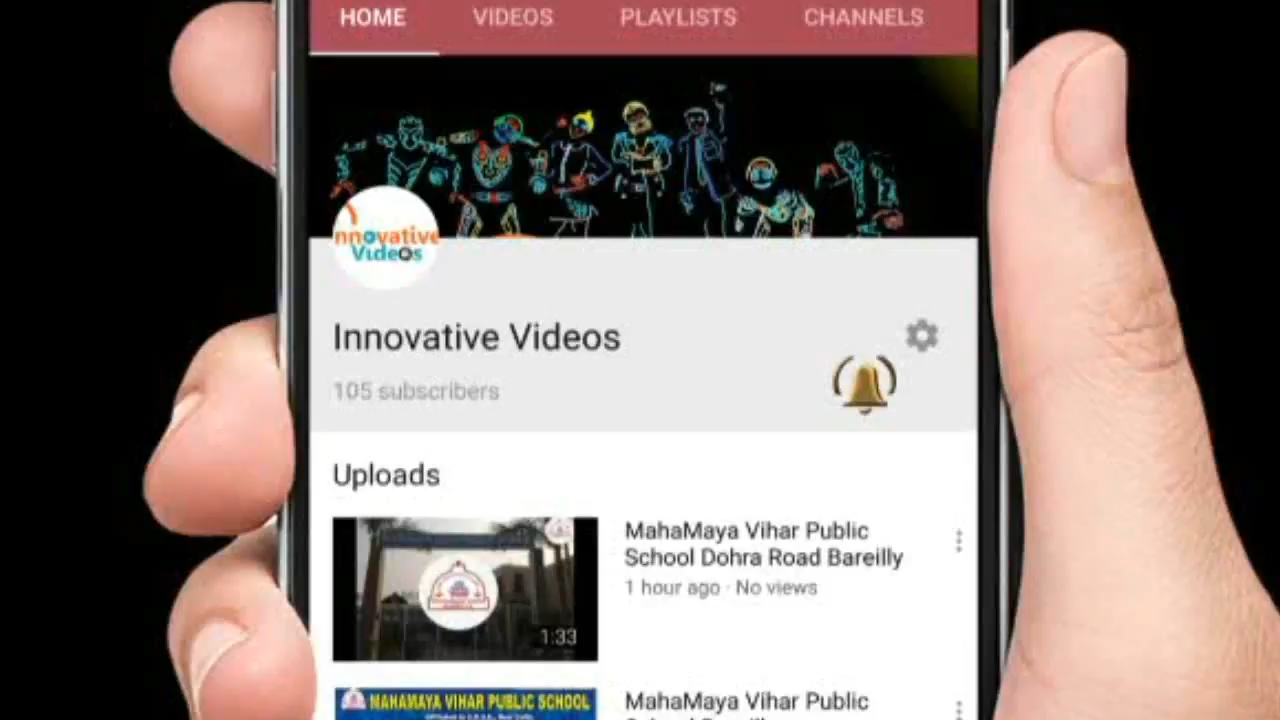 HOME VIDEOS PLAYLISTS CHANNELS
nnovative
Videos
Innovative Videos
105 subscribers
Uploads
MahaMaya Vihar Public
School Dohra Road Bareilly
1 hour ago · No views
1:33
MAHAMAYA VIHAR PUBLIC SCHOOL
MahaMaya Vihar Public